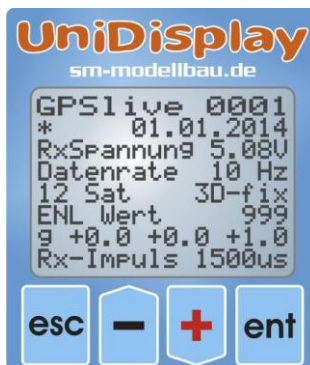 UniDisplay
sm-modellbau.de
GPSlive 0001
* 01.01.2014
RxSpannung 5.08V
Datenrate 10 Hz
12 Sat 3D-fix
ENL Wert 999
g +0.0 +0.0 +1.0
Rx-Impuls 1500us
esc - + ent